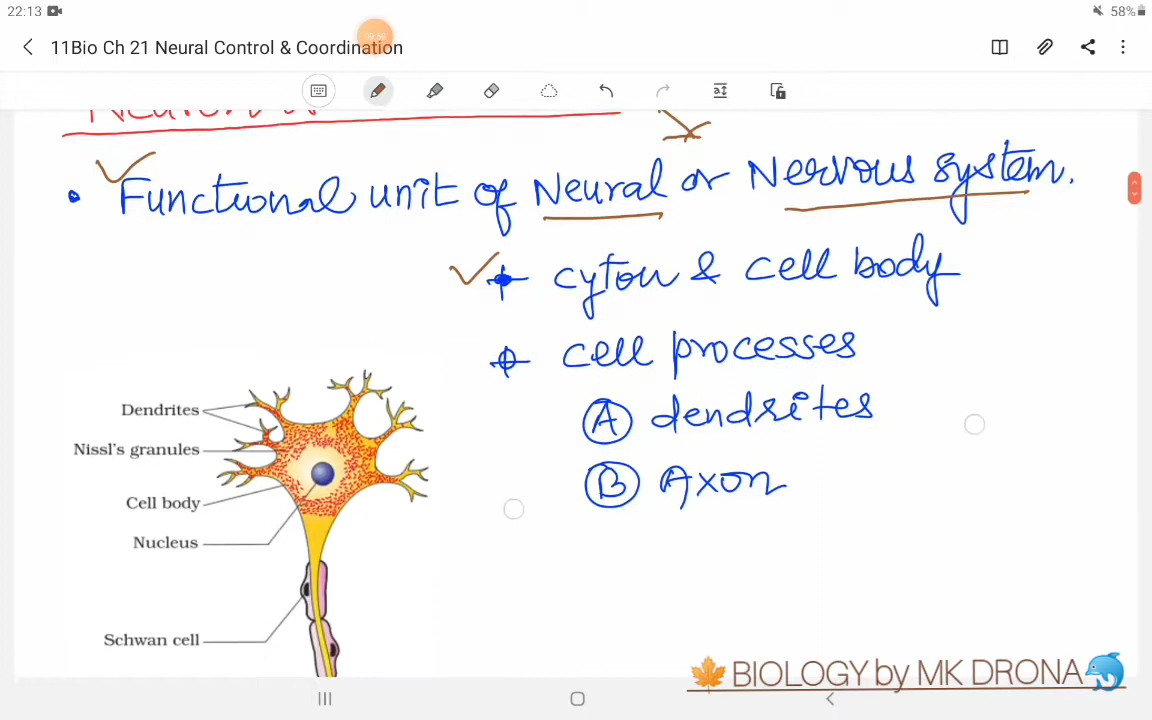 22:13
58%
11Bio Ch 21 Neural Control & Coordination
Functional unit of Neural or Nervous system.
cyton & cell body
cell processes
A dendrites
B Axon
Dendrites
Nissl's granules
Cell body
Nucleus
Schwan cell
BIOLOGY by MK DRONA